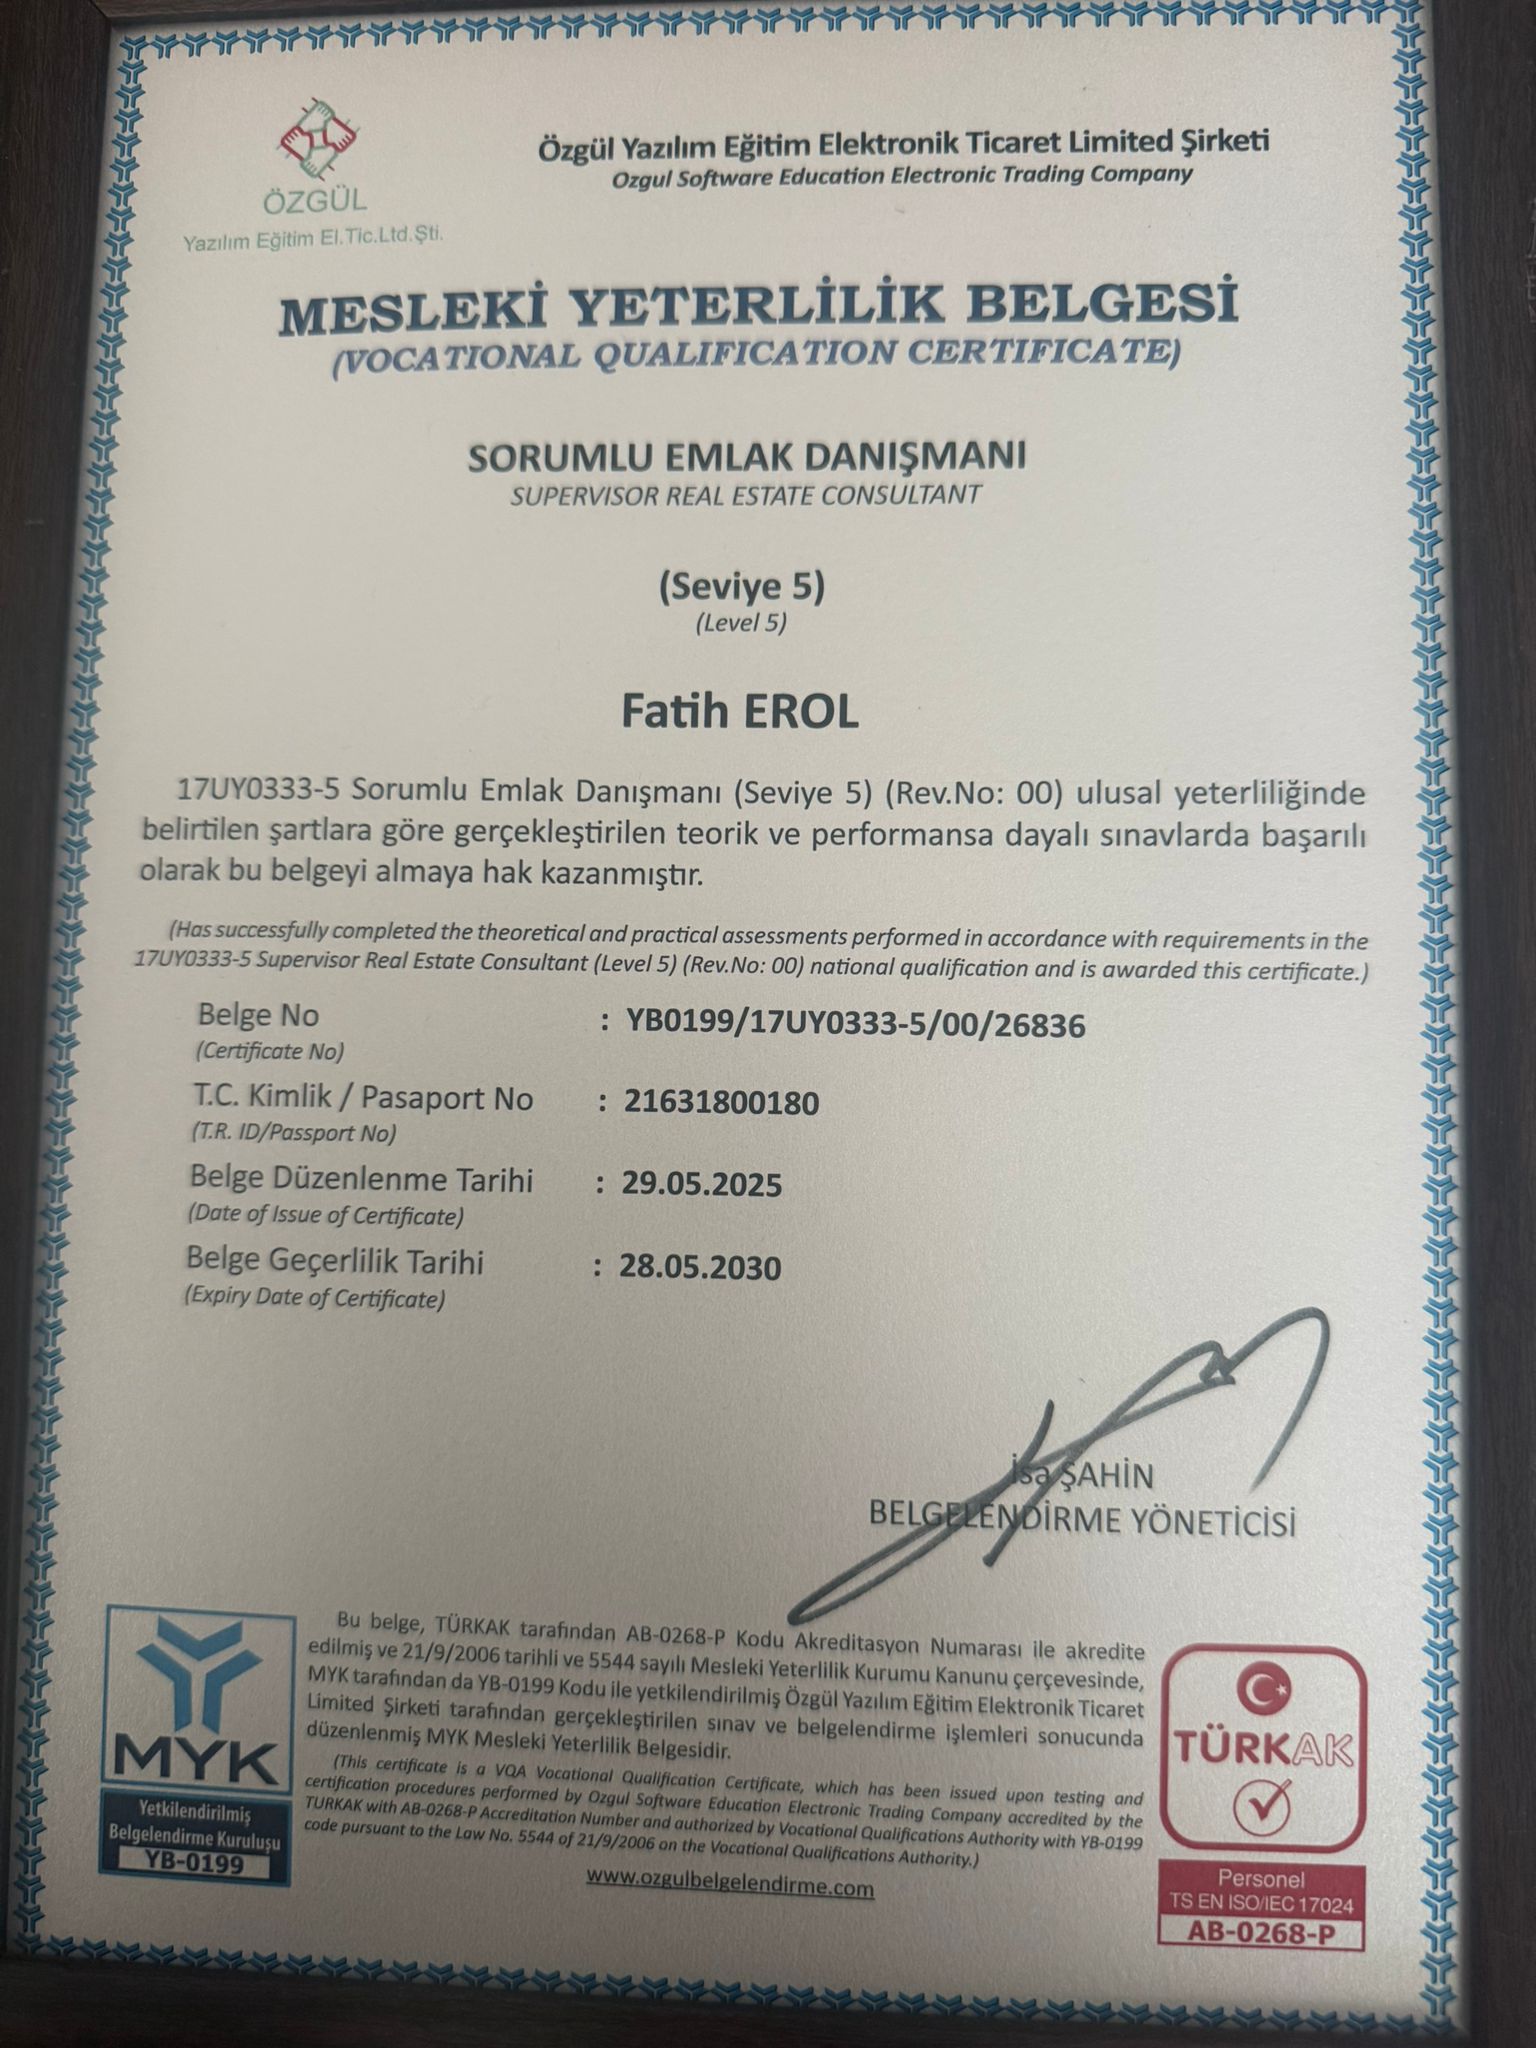 ÖZGÜL
Yazılım Eğitim El.Tic.Ltd.Şti.
Özgül Yazılım Eğitim Elektronik Ticaret Limited Şirketi
Ozgul Software Education Electronic Trading Company
MESLEKİ YETERLİLİK BELGESİ
(VOCATIONAL QUALIFICATION CERTIFICATE)
SORUMLU EMLAK DANIŞMANI
SUPERVISOR REAL ESTATE CONSULTANT
(Seviye 5)
(Level 5)
Fatih EROL
17UY0333-5 Sorumlu Emlak Danışmanı (Seviye 5) (Rev.No: 00) ulusal yeterliliğinde
belirtilen şartlara göre gerçekleştirilen teorik ve performansa dayalı sınavlarda başarılı
olarak bu belgeyi almaya hak kazanmıştır.
(Has successfully completed the theoretical and practical assessments performed in accordance with requirements in the
17UY0333-5 Supervisor Real Estate Consultant (Level 5) (Rev.No: 00) national qualification and is awarded this certificate.)
Belge No : YB0199/17UY0333-5/00/26836
(Certificate No)
T.C. Kimlik / Pasaport No : 21631800180
(T.R. ID/Passport No)
Belge Düzenlenme Tarihi : 29.05.2025
(Date of Issue of Certificate)
Belge Geçerlilik Tarihi : 28.05.2030
(Expiry Date of Certificate)
İsa ŞAHİN
BELGELENDİRME YÖNETİCİSİ
Bu belge, TÜRKAK tarafından AB-0268-P Kodu Akreditasyon Numarası ile akredite
edilmiş ve 21/9/2006 tarihli ve 5544 sayılı Mesleki Yeterlilik Kurumu Kanunu çerçevesinde,
MYK tarafından da YB-0199 Kodu ile yetkilendirilmiş Özgül Yazılım Eğitim Elektronik Ticaret
Limited Şirketi tarafından gerçekleştirilen sınav ve belgelendirme işlemleri sonucunda
düzenlenmiş MYK Mesleki Yeterlilik Belgesidir.
(This certificate is a VQA Vocational Qualification Certificate, which has been issued upon testing and
certification procedures performed by Ozgul Software Education Electronic Trading Company accredited by the
TURKAK with AB-0268-P Accreditation Number and authorized by Vocational Qualifications Authority with YB-0199
code pursuant to the Law No. 5544 of 21/9/2006 on the Vocational Qualifications Authority.)
www.ozgulbelgelendirme.com
MYK
Yetkilendirilmiş
Belgelendirme Kuruluşu
YB-0199
TÜRKAK
Personel
TS EN ISO/IEC 17024
AB-0268-P